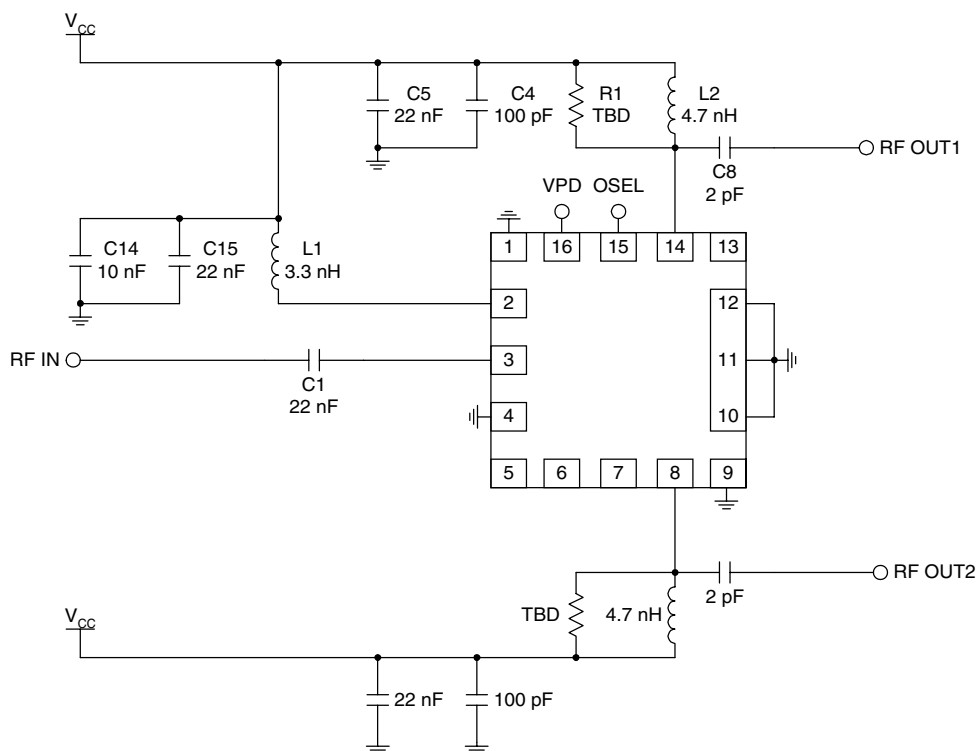 VCC
C5
22 nF
C4
100 pF
R1
TBD
L2
4.7 nH
RF OUT1
C8
2 pF
VPD
OSEL
C14
10 nF
C15
22 nF
L1
3.3 nH
1
16
15
14
13
2
12
RF IN
C1
22 nF
3
11
4
10
5
6
7
8
9
RF OUT2
2 pF
TBD
4.7 nH
VCC
22 nF
100 pF